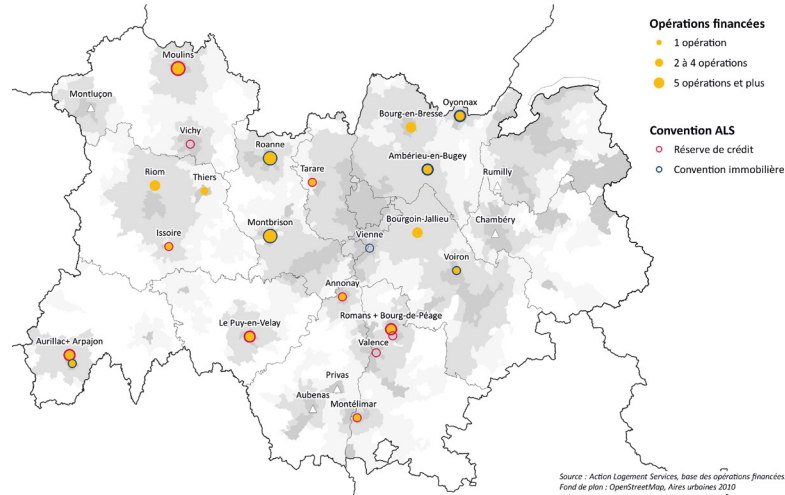 Opérations financées
1 opération
2 à 4 opérations
5 opérations et plus
Convention ALS
Réserve de crédit
Convention immobilière
Moulins
Montluçon
Vichy
Roanne
Riom
Thiers
Tarare
Bourg-en-Bresse
Oyonnax
Ambérieu-en-Bugey
Rumilly
Issoire
Montbrison
Vienne
Bourgoin-Jallieu
Chambéry
Voiron
Annonay
Le Puy-en-Velay
Romans + Bourg-de-Péage
Valence
Aurillac+ Arpajon
Privas
Aubenas
Montélimar
Source : Action Logement Services, base des opérations financées
Fond de plan : OpenStreetMap, Aires urbaines 2010